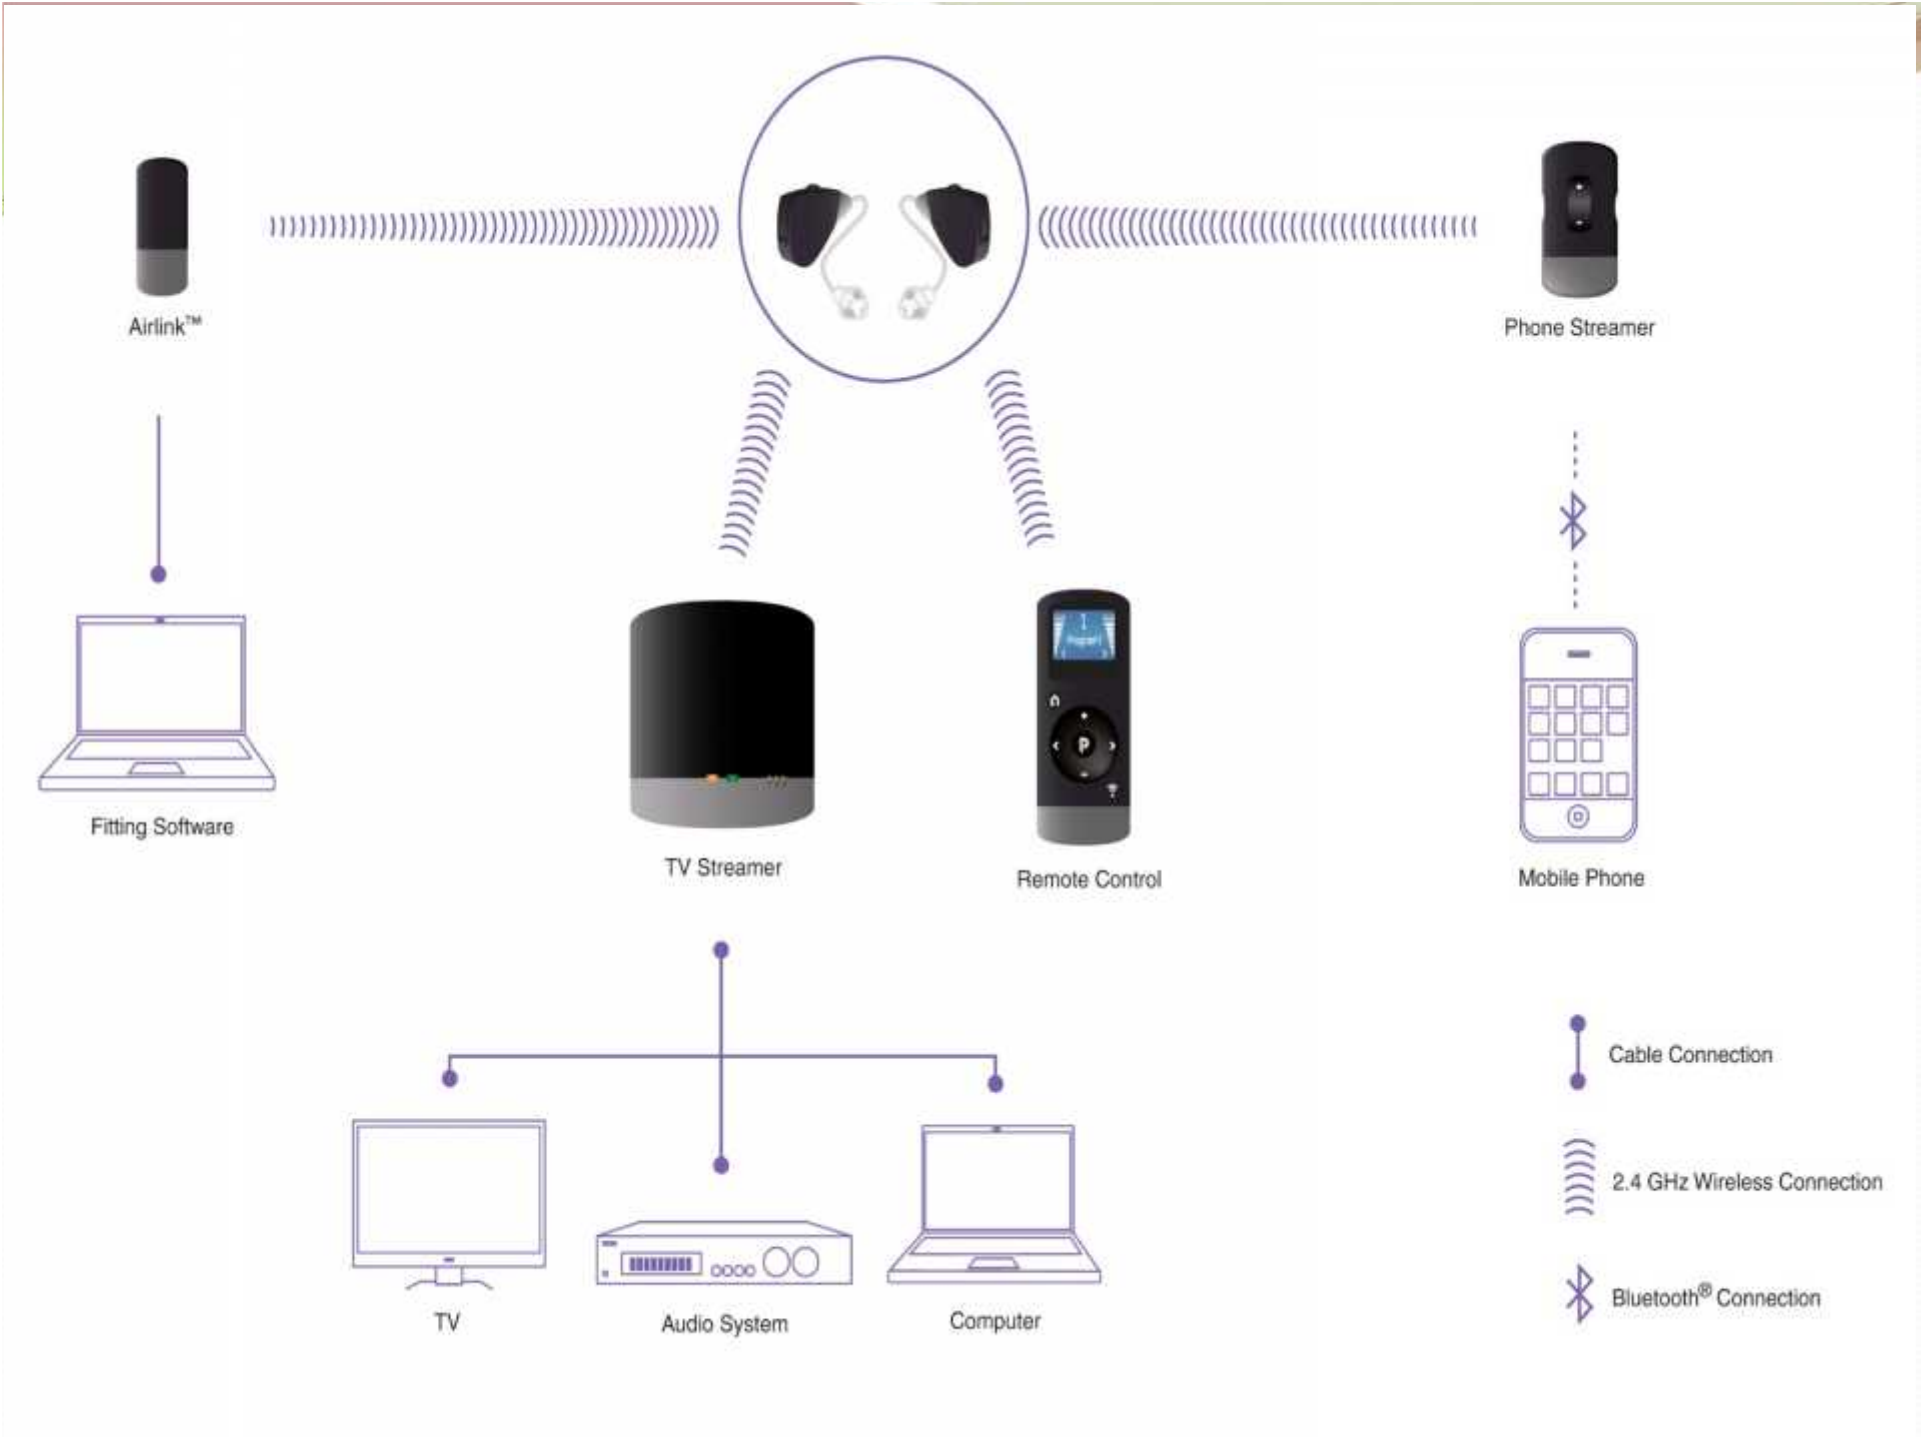 Airlink™
Phone Streamer
Fitting Software
P
TV Streamer
Remote Control
Mobile Phone
Cable Connection
2.4 GHz Wireless Connection
Bluetooth® Connection
TV
Audio System
Computer